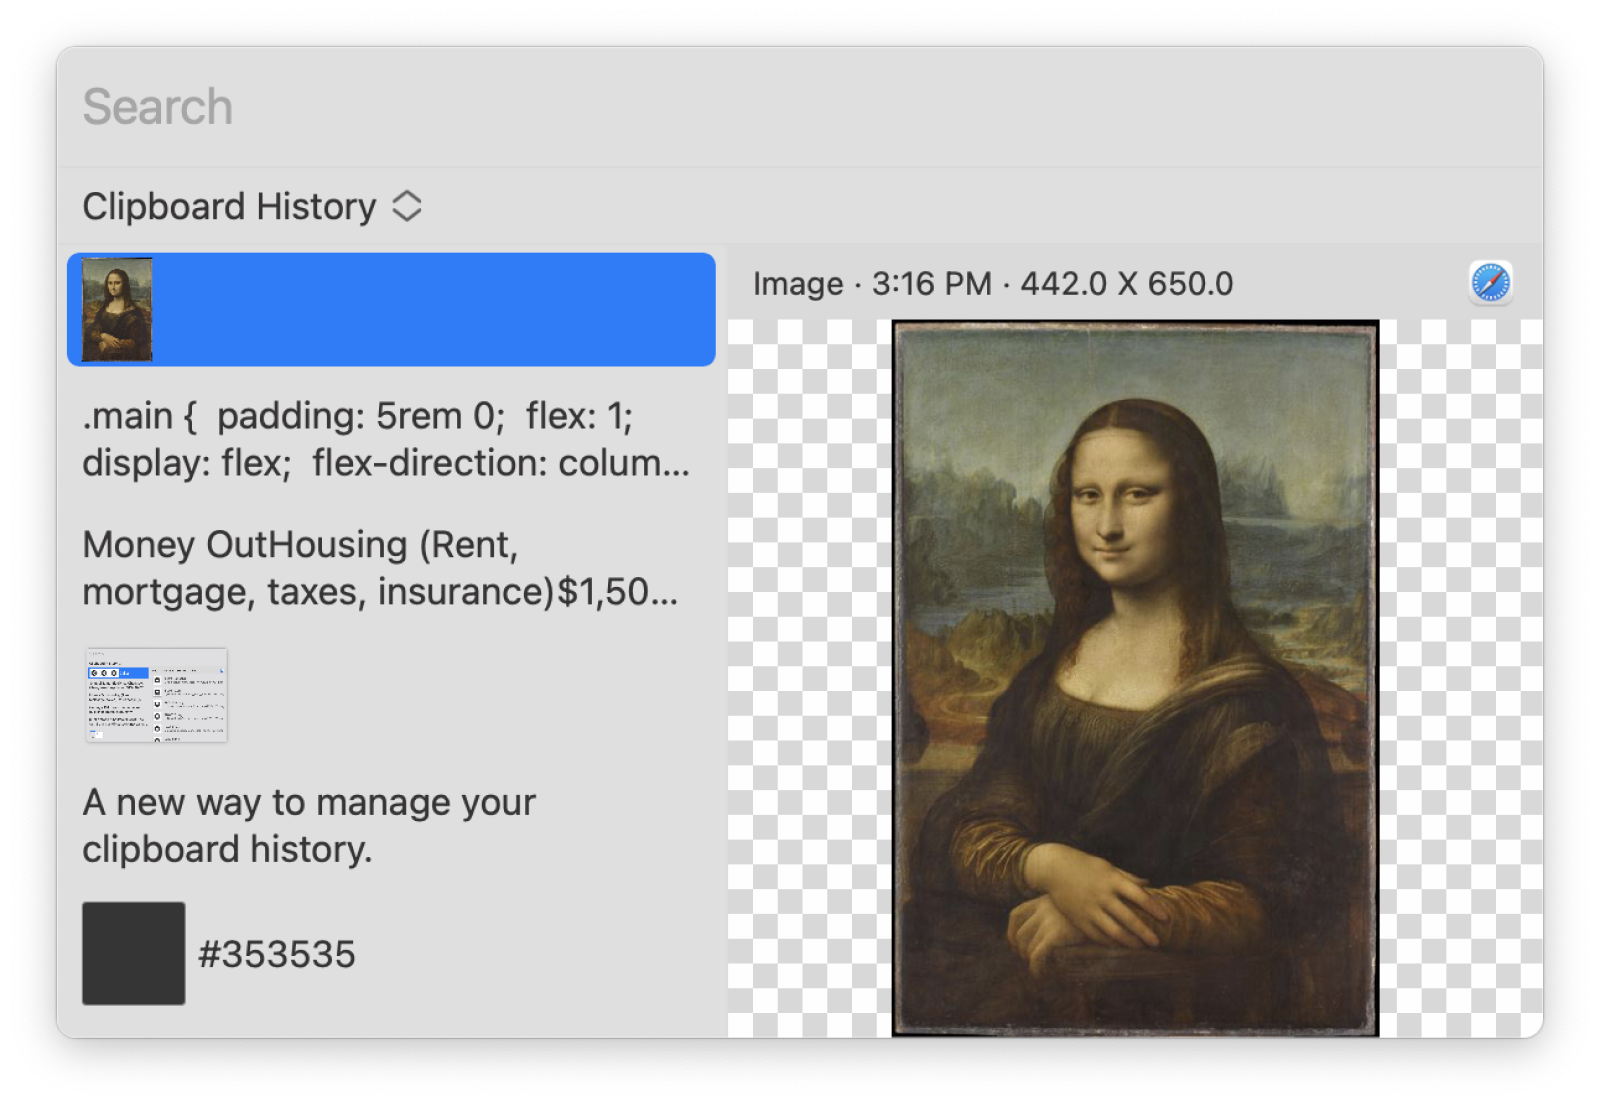 Search
Clipboard History
Image · 3:16 PM · 442.0 X 650.0
.main {  padding: 5rem 0;  flex: 1;
display: flex;  flex-direction: colum...
Money OutHousing (Rent,
mortgage, taxes, insurance)$1,50...
A new way to manage your
clipboard history.
#353535